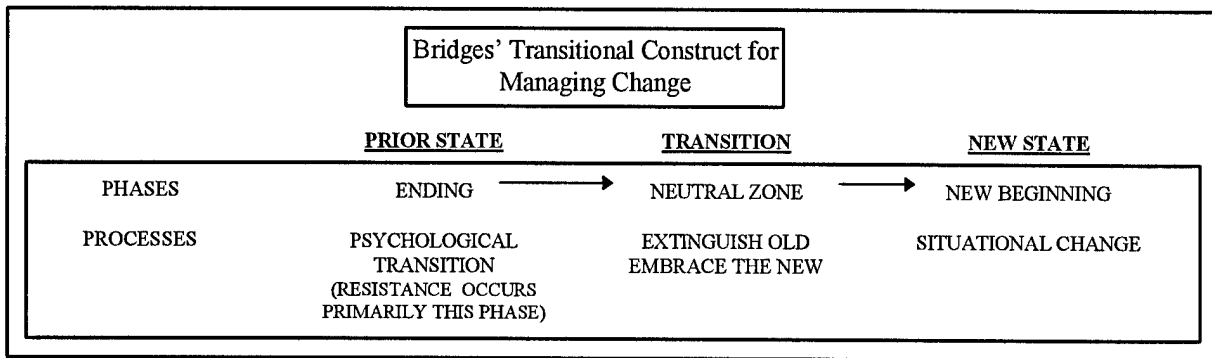 Bridges' Transitional Construct for
Managing Change
PRIOR STATE TRANSITION NEW STATE
PHASES ENDING NEUTRAL ZONE NEW BEGINNING
PROCESSES PSYCHOLOGICAL EXTINGUISH OLD SITUATIONAL CHANGE
TRANSITION EMBRACE THE NEW
(RESISTANCE OCCURS
PRIMARILY THIS PHASE)